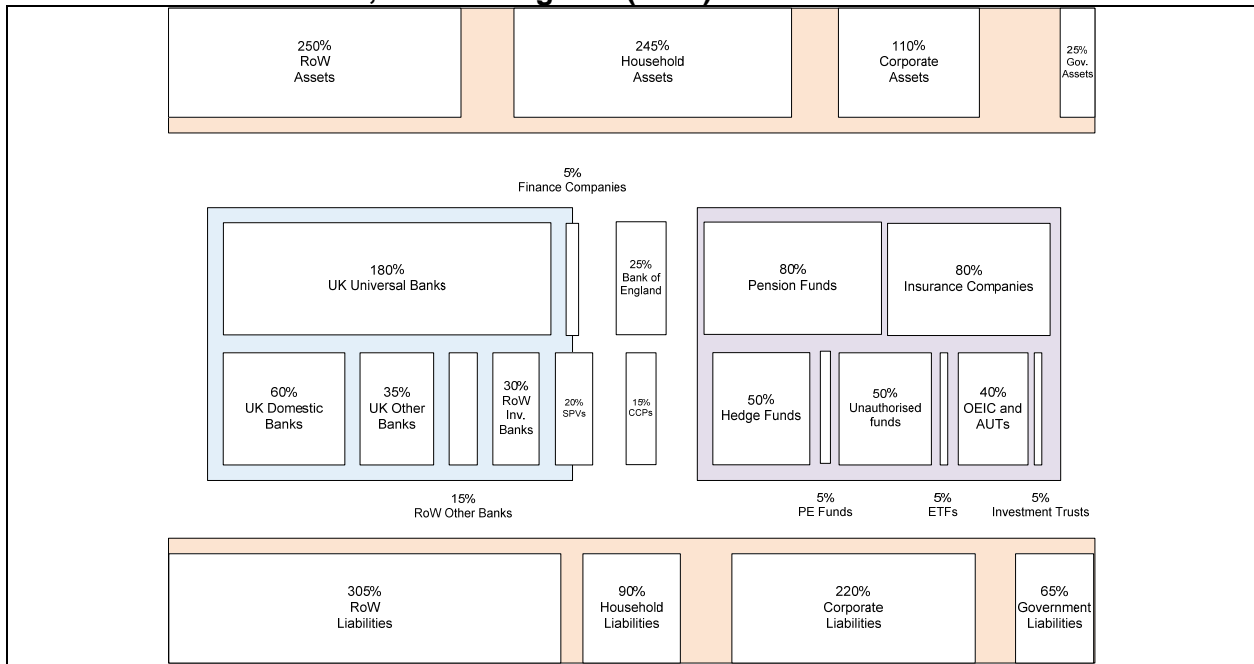 250%
RoW
Assets
245%
Household
Assets
110%
Corporate
Assets
25%
Gov.
Assets
5%
Finance Companies
180%
UK Universal Banks
25%
Bank of
England
80%
Pension Funds
80%
Insurance Companies
60%
UK Domestic
Banks
35%
UK Other
Banks
30%
RoW
Inv.
Banks
20%
SPVs
15%
CCPs
50%
Hedge Funds
50%
Unauthorised
funds
40%
OEIC and
AUTs
15%
RoW Other Banks
5%
PE Funds
5%
ETFs
5%
Investment Trusts
305%
RoW
Liabilities
90%
Household
Liabilities
220%
Corporate
Liabilities
65%
Government
Liabilities